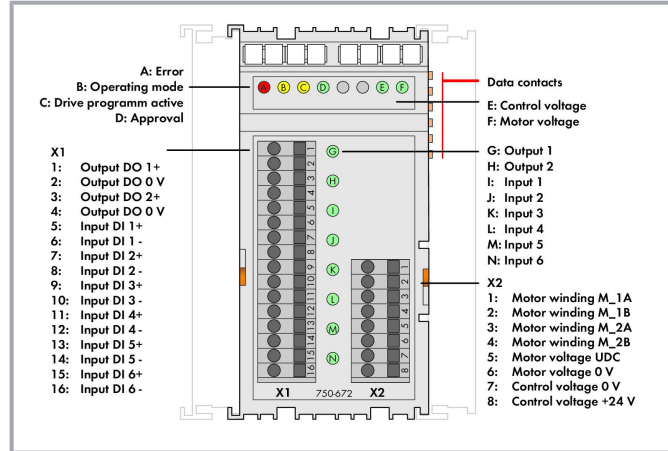 A: Error
B: Operating mode
C: Drive programm active
D: Approval
A B C D E F
Data contacts
E: Control voltage
F: Motor voltage
X1
1: Output DO 1+
2: Output DO 0 V
3: Output DO 2+
4: Output DO 0 V
5: Input DI 1+
6: Input DI 1 -
7: Input DI 2+
8: Input DI 2 -
9: Input DI 3+
10: Input DI 3 -
11: Input DI 4+
12: Input DI 4 -
13: Input DI 5+
14: Input DI 5 -
15: Input DI 6+
16: Input DI 6 -
1
2
3
4
5
6
7
8
9
10
11
12
13
14
15
16
G
H
I
J
K
L
M
N
1
2
3
4
5
6
7
8
X1 750-672 X2
G: Output 1
H: Output 2
I: Input 1
J: Input 2
K: Input 3
L: Input 4
M: Input 5
N: Input 6
X2
1: Motor winding M_1A
2: Motor winding M_1B
3: Motor winding M_2A
4: Motor winding M_2B
5: Motor voltage UDC
6: Motor voltage 0 V
7: Control voltage 0 V
8: Control voltage +24 V